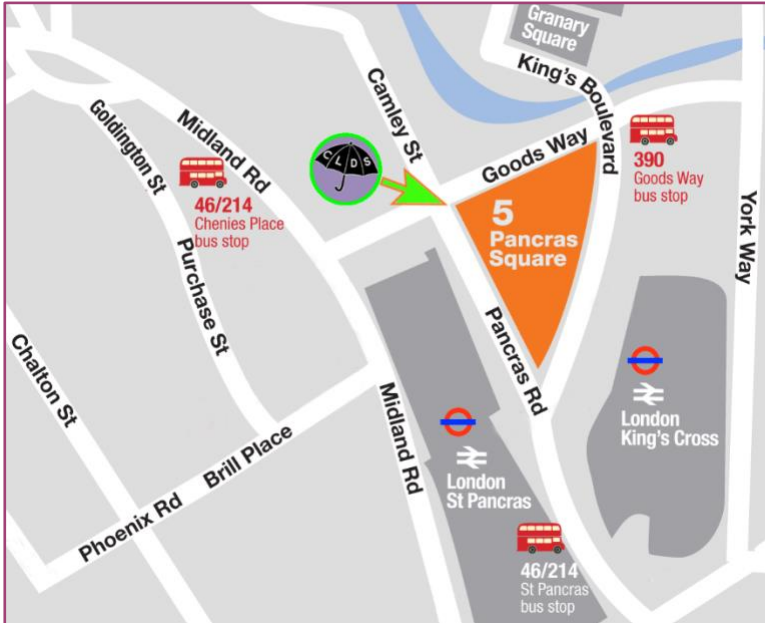 Granary
Square
King's Boulevard
Camley St
Goods Way
Goldington St
Midland Rd
CLDS
390
Goods Way
bus stop
46/214
Chenies Place
bus stop
5
Pancras
Square
York Way
Purchase St
Pancras Rd
Chalton St
Midland Rd
London
King's Cross
Brill Place
London
St Pancras
Phoenix Rd
46/214
St Pancras
bus stop